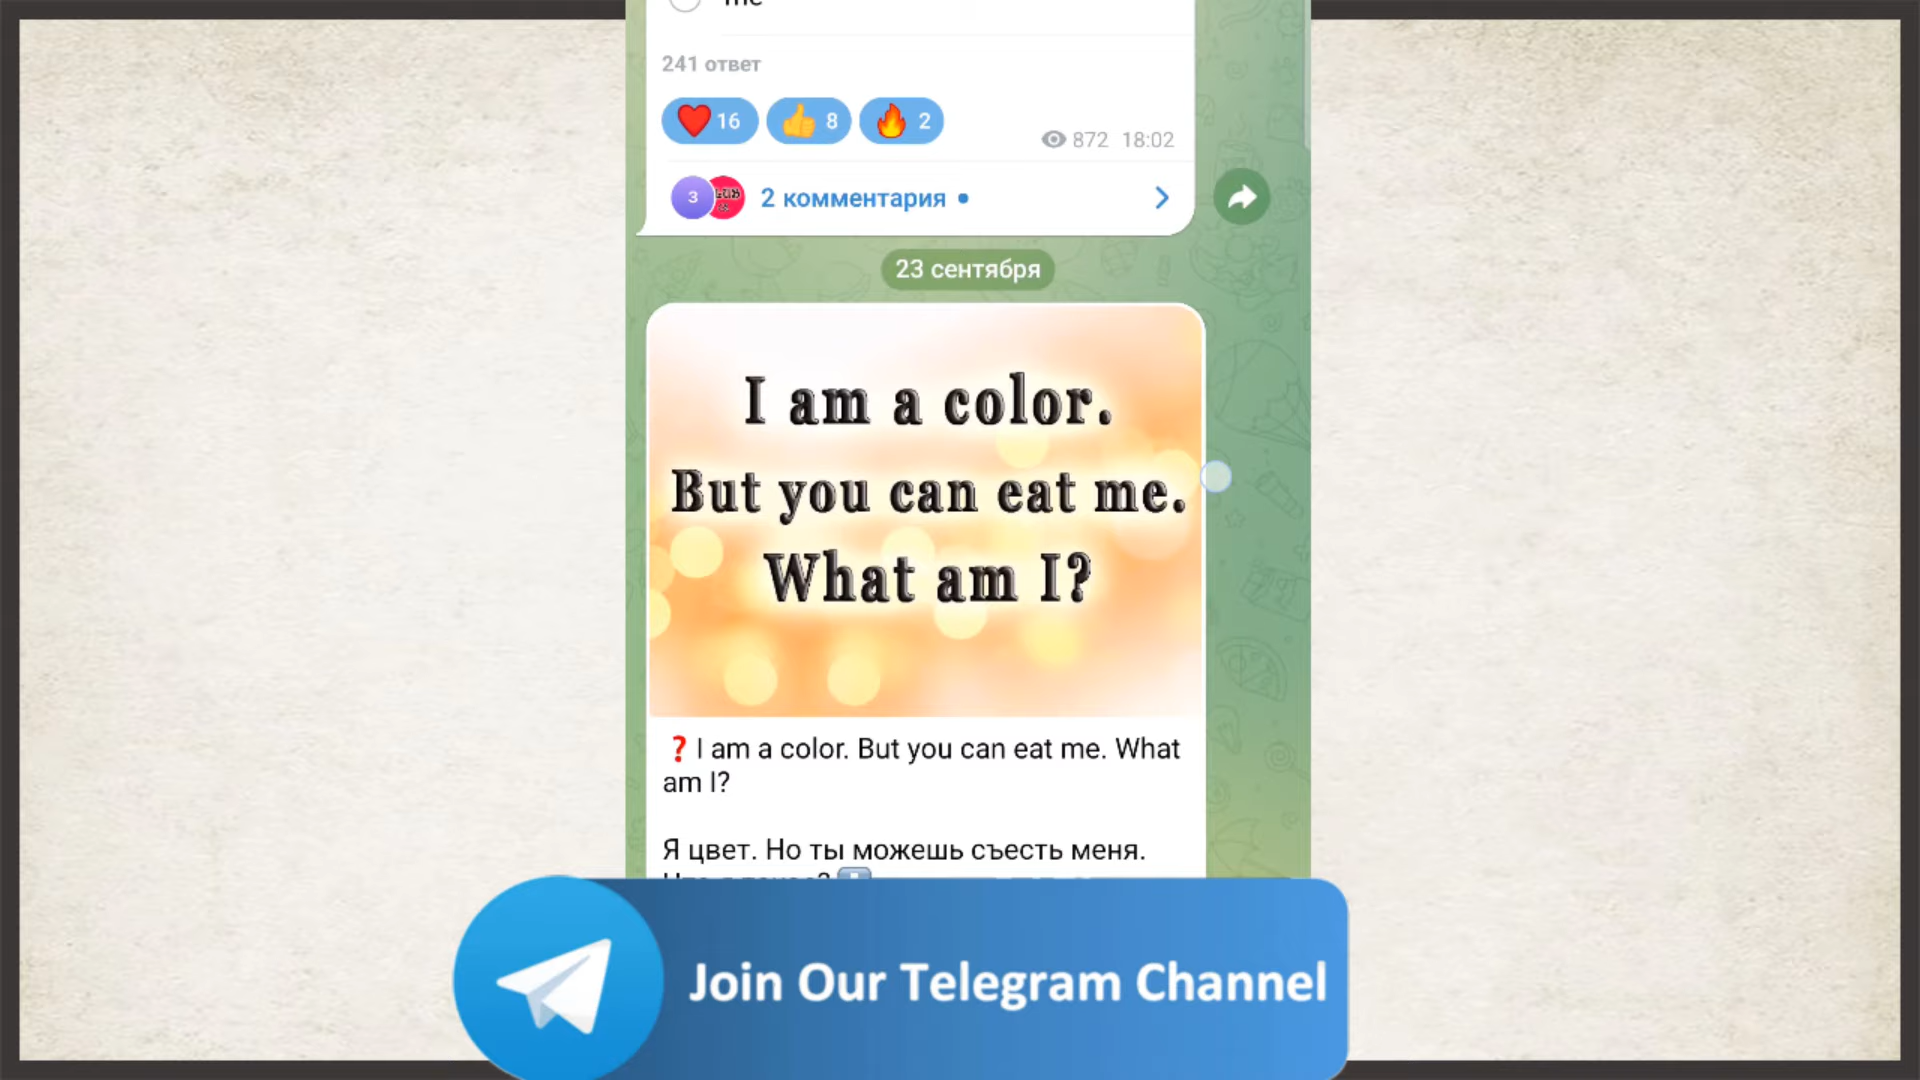 me
241 ответ
16
8
2
872 18:02
3
2 комментария
23 сентября
I am a color.
But you can eat me.
What am I?
❓I am a color. But you can eat me. What
am I?
Я цвет. Но ты можешь съесть меня.
Join Our Telegram Channel